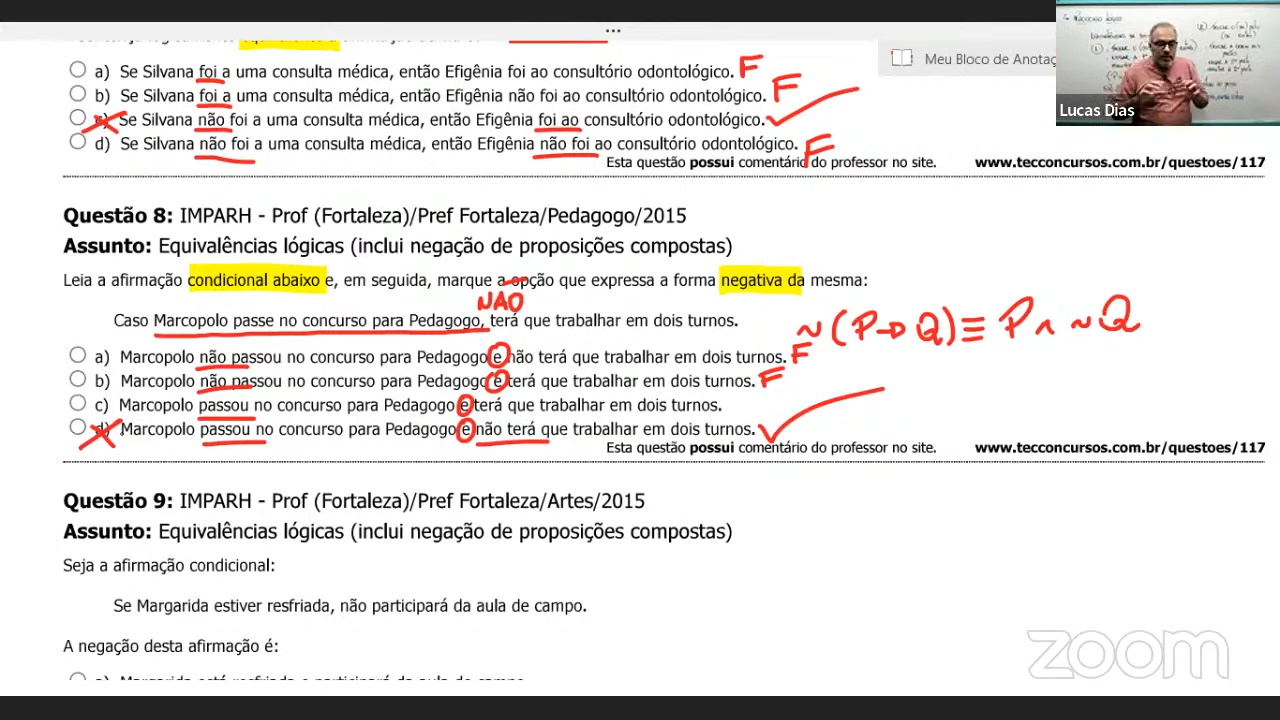 a) Se Silvana foi a uma consulta médica, então Efigênia foi ao consultório odontológico. F
b) Se Silvana foi a uma consulta médica, então Efigênia não foi ao consultório odontológico. F
c) Se Silvana não foi a uma consulta médica, então Efigênia foi ao consultório odontológico.
d) Se Silvana não foi a uma consulta médica, então Efigênia não foi ao consultório odontológico. F
Esta questão possui comentário do professor no site. www.tecconcursos.com.br/questoes/117
Meu Bloco de Anotaç
Lucas Dias
Questão 8: IMPARH - Prof (Fortaleza)/Pref Fortaleza/Pedagogo/2015
Assunto: Equivalências lógicas (inclui negação de proposições compostas)
Leia a afirmação condicional abaixo e, em seguida, marque a opção que expressa a forma negativa da mesma:
NÃO
Caso Marcopolo passe no concurso para Pedagogo, terá que trabalhar em dois turnos.
~(P→Q)≡P∧~Q
a) Marcopolo não passou no concurso para Pedagogo e não terá que trabalhar em dois turnos. F
b) Marcopolo não passou no concurso para Pedagogo e terá que trabalhar em dois turnos. F
c) Marcopolo passou no concurso para Pedagogo e terá que trabalhar em dois turnos.
d) Marcopolo passou no concurso para Pedagogo e não terá que trabalhar em dois turnos.
Esta questão possui comentário do professor no site. www.tecconcursos.com.br/questoes/117
Questão 9: IMPARH - Prof (Fortaleza)/Pref Fortaleza/Artes/2015
Assunto: Equivalências lógicas (inclui negação de proposições compostas)
Seja a afirmação condicional:
Se Margarida estiver resfriada, não participará da aula de campo.
A negação desta afirmação é:
a) Margarida está resfriada e participará da aula de campo.
zoom